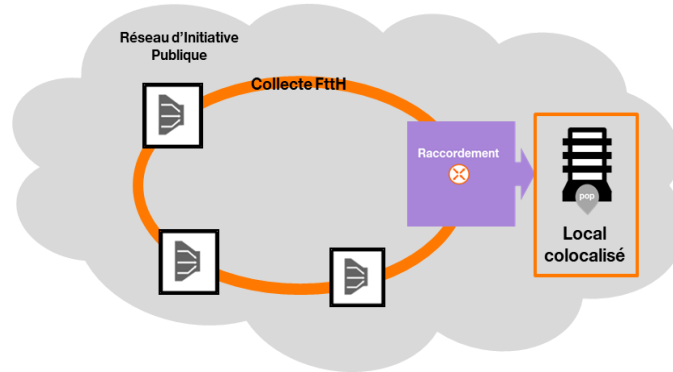 Réseau d’Initiative
Publique
Collecte FttH
Raccordement
pop
Local
colocalisé